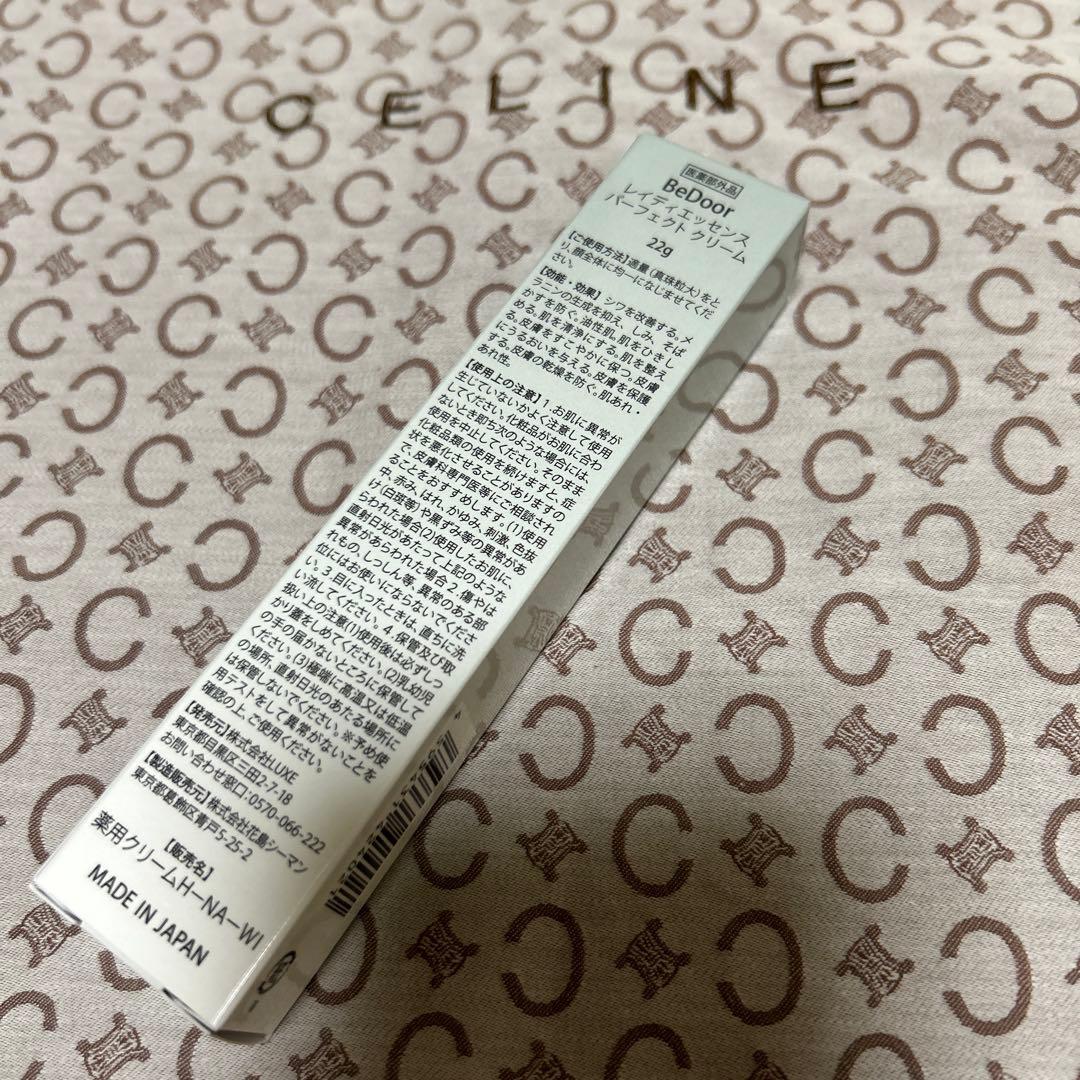 CELINE
医薬部外品
BeDoor
レイディエッセンス
パーフェクト クリーム
22g
【ご使用方法】適量(真珠粒大)をと
り、顔全体に均一になじませてくだ
さい。
【効能・効果】シワを改善する。メ
ラニンの生成を抑え、しみ、そば
かすを防ぐ。油性肌。肌をひきし
める。肌を清浄にする。肌を整え
る。皮膚をすこやかに保つ。皮膚
にうるおいを与える。皮膚を保護
する。皮膚の乾燥を防ぐ。肌あれ・
あれ性。
【使用上の注意】1.お肌に異常が
生じていないかよく注意して使用
してください。化粧品がお肌に合わ
ないとき即ち次のような場合には、
使用を中止してください。そのまま
化粧品類の使用を続けますと、症
状を悪化させることがありますの
で、皮膚科専門医等にご相談され
ることをおすすめします。(1)使用
中、赤み、はれ、かゆみ、刺激、色抜
け(白斑等)や黒ずみ等の異常があ
らわれた場合(2)使用したお肌に、
直射日光があたって上記のような
異常があらわれた場合 2.傷やは
れもの、しっしん等、異常のある部
位にはお使いにならないでくださ
い。3.目に入ったときは、直ちに洗
い流してください。4.保管及び取
扱い上の注意(1)使用後は必ずしっ
かり蓋をしめてください。(2)乳幼児
の手の届かないところに保管して
ください。(3)極端に高温又は低温
の場所、直射日光のあたる場所に
は保管しないでください。※予め使
用テストをして異常がないことを
確認の上、ご使用ください。
【発売元】株式会社LUXE
東京都目黒区三田2-7-18
お問い合わせ窓口:0570-066-222
【製造販売元】株式会社花島シーマン
東京都葛飾区青戸5-25-2
【販売名】
薬用クリームH-NA-WI
MADE IN JAPAN